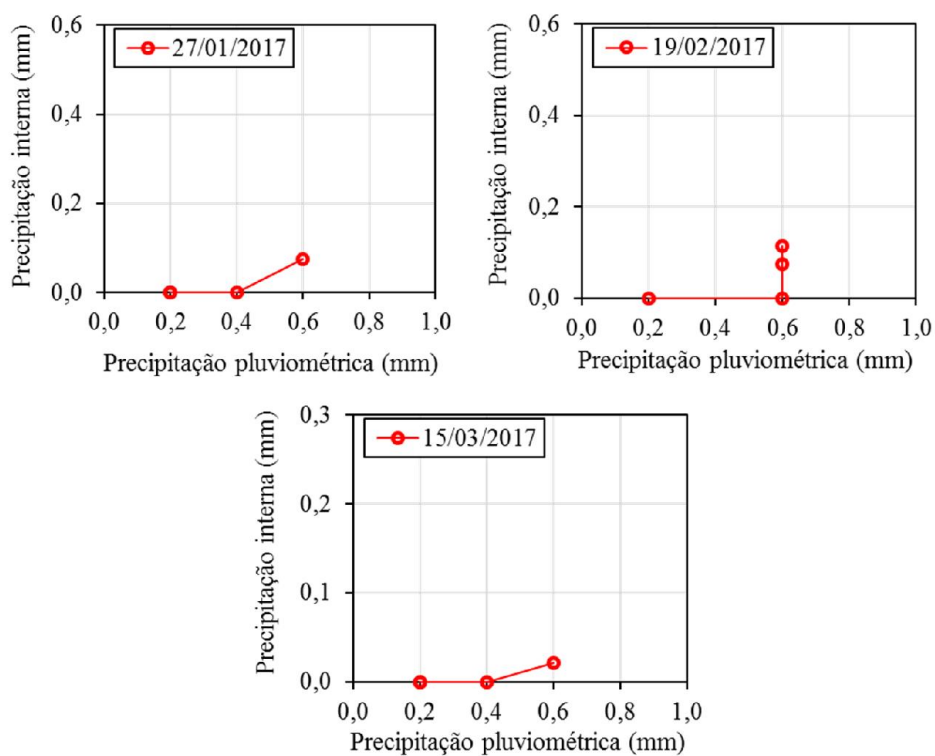 27/01/2017
Precipitação interna (mm)
0,6
0,4
0,2
0,0
0,0 0,2 0,4 0,6 0,8 1,0
Precipitação pluviométrica (mm)
19/02/2017
Precipitação interna (mm)
0,6
0,4
0,2
0,0
0,0 0,2 0,4 0,6 0,8 1,0
Precipitação pluviométrica (mm)
15/03/2017
Precipitação interna (mm)
0,3
0,2
0,1
0,0
0,0 0,2 0,4 0,6 0,8 1,0
Precipitação pluviométrica (mm)